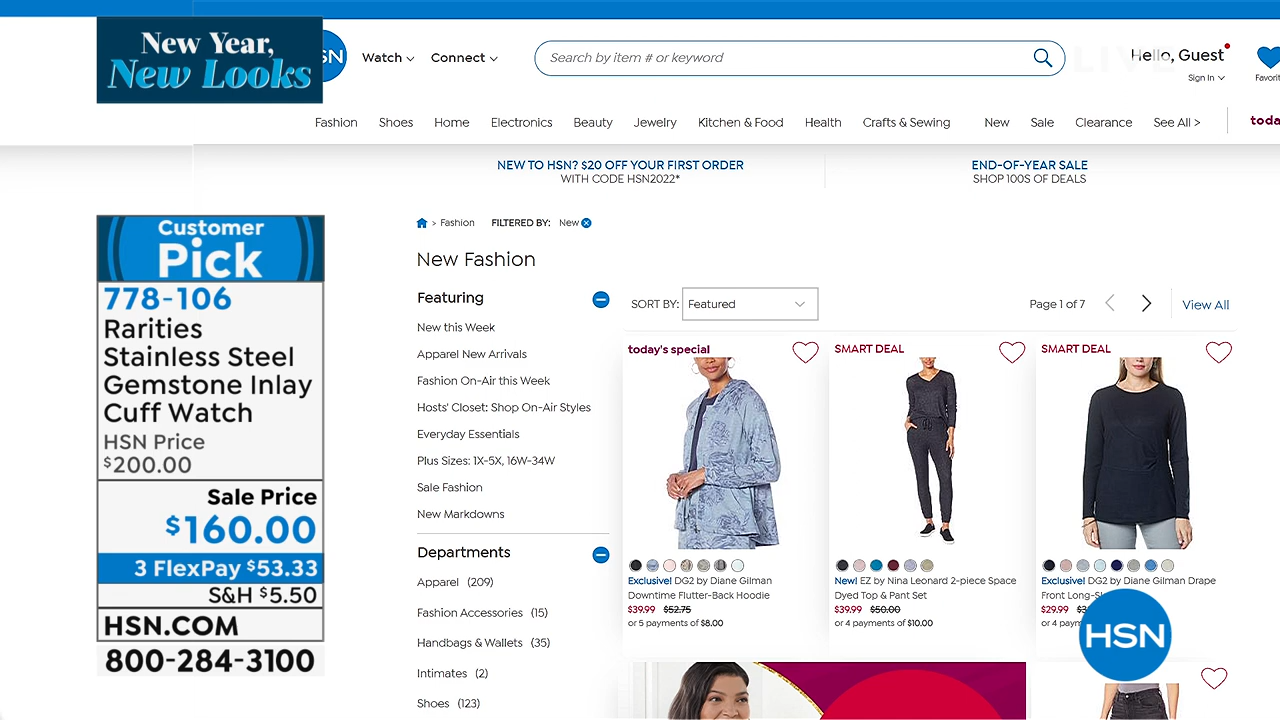 New Year,
New Looks
SN
Watch
Connect
Search by item # or keyword
LIVE
Hello, Guest
Sign In
Favorit
Fashion
Shoes
Home
Electronics
Beauty
Jewelry
Kitchen & Food
Health
Crafts & Sewing
New
Sale
Clearance
See All >
toda
NEW TO HSN? $20 OFF YOUR FIRST ORDER
WITH CODE HSN2022*
END-OF-YEAR SALE
SHOP 100S OF DEALS
Customer
Pick
778-106
Rarities
Stainless Steel
Gemstone Inlay
Cuff Watch
HSN Price
$200.00
Sale Price
$160.00
3 FlexPay $53.33
S&H $5.50
HSN.COM
800-284-3100
> Fashion
FILTERED BY: New
New Fashion
Featuring
New this Week
Apparel New Arrivals
Fashion On-Air this Week
Hosts' Closet: Shop On-Air Styles
Everyday Essentials
Plus Sizes: 1X-5X, 16W-34W
Sale Fashion
New Markdowns
Departments
Apparel (209)
Fashion Accessories (15)
Handbags & Wallets (35)
Intimates (2)
Shoes (123)
SORT BY: Featured
Page 1 of 7
View All
today's special
Exclusive! DG2 by Diane Gilman
Downtime Flutter-Back Hoodie
$39.99 $52.75
or 5 payments of $8.00
SMART DEAL
New! EZ by Nina Leonard 2-piece Space
Dyed Top & Pant Set
$39.99 $50.00
or 4 payments of $10.00
SMART DEAL
Exclusive! DG2 by Diane Gilman Drape
Front Long-S
$29.99 $3
or 4 paym
HSN